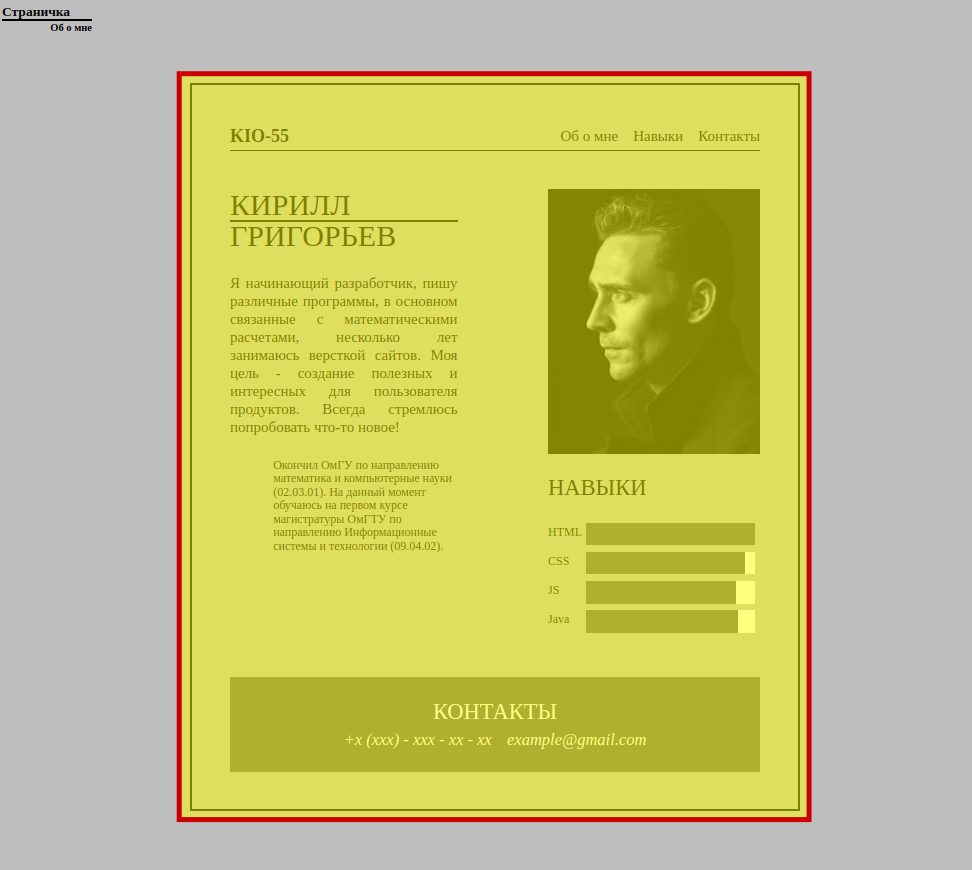 Страничка
Об о мне
KIO-55
Об о мне Навыки Контакты
КИРИЛЛ
ГРИГОРЬЕВ
Я начинающий разработчик, пишу
различные программы, в основном
связанные с математическими
расчетами, несколько лет
занимаюсь версткой сайтов. Моя
цель - создание полезных и
интересных для пользователя
продуктов. Всегда стремлюсь
попробовать что-то новое!
Окончил ОмГУ по направлению
математика и компьютерные науки
(02.03.01). На данный момент
обучаюсь на первом курсе
магистратуры ОмГТУ по
направлению Информационные
системы и технологии (09.04.02).
НАВЫКИ
HTML
CSS
JS
Java
КОНТАКТЫ
+x (xxx) - xxx - xx - xx example@gmail.com